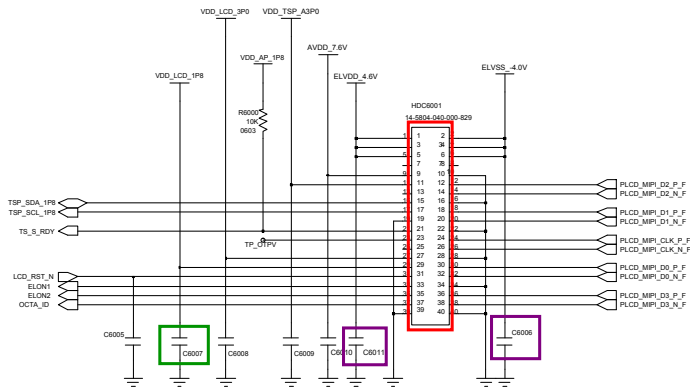 VDD_LCD_3P0 VDD_TSP_A3P0
AVDD_7.6V
VDD_AP_1P8
VDD_LCD_1P8
ELVDD_4.6V
ELVSS_-4.0V
R6000
10K
0603
HDC6001
14-5804-040-000-829
1 2
3 4
5 6
7 8
9 10
11 12
13 14
15 16
17 18
19 20
21 22
23 24
25 26
27 28
29 30
31 32
33 34
35 36
37 38
39 40
PLCD_MIPI_D2_P_F
PLCD_MIPI_D2_N_F
TSP_SDA_1P8
TSP_SCL_1P8
PLCD_MIPI_D1_P_F
PLCD_MIPI_D1_N_F
TS_S_RDY
TP_OTPV
PLCD_MIPI_CLK_P_F
PLCD_MIPI_CLK_N_F
LCD_RST_N
PLCD_MIPI_D0_P_F
PLCD_MIPI_D0_N_F
ELON1
ELON2
OCTA_ID
PLCD_MIPI_D3_P_F
PLCD_MIPI_D3_N_F
C6005 C6007 C6008 C6009 C6010 C6011 C6006